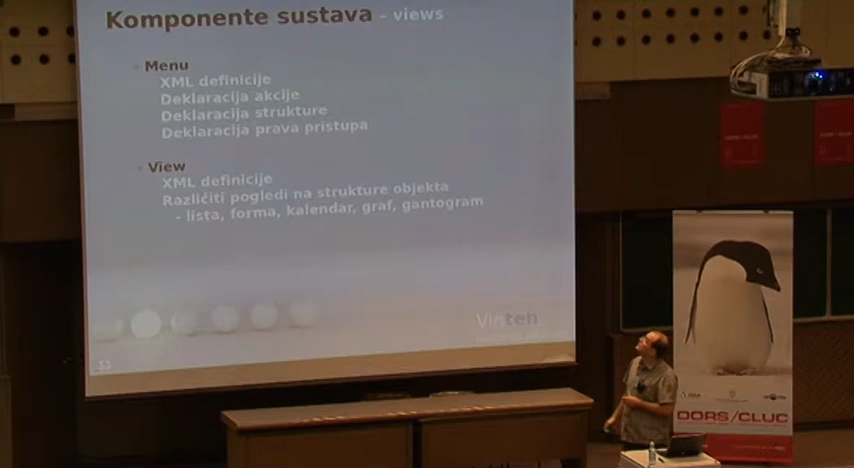 Komponente sustava - views
Menu
XML definicije
Deklaracija akcije
Deklaracija strukture
Deklaracija prava pristupa
View
XML definicije
Različiti pogledi na strukture objekta
- lista, forma, kalendar, graf, gantogram
Vinteh
11
DORS/CLUC